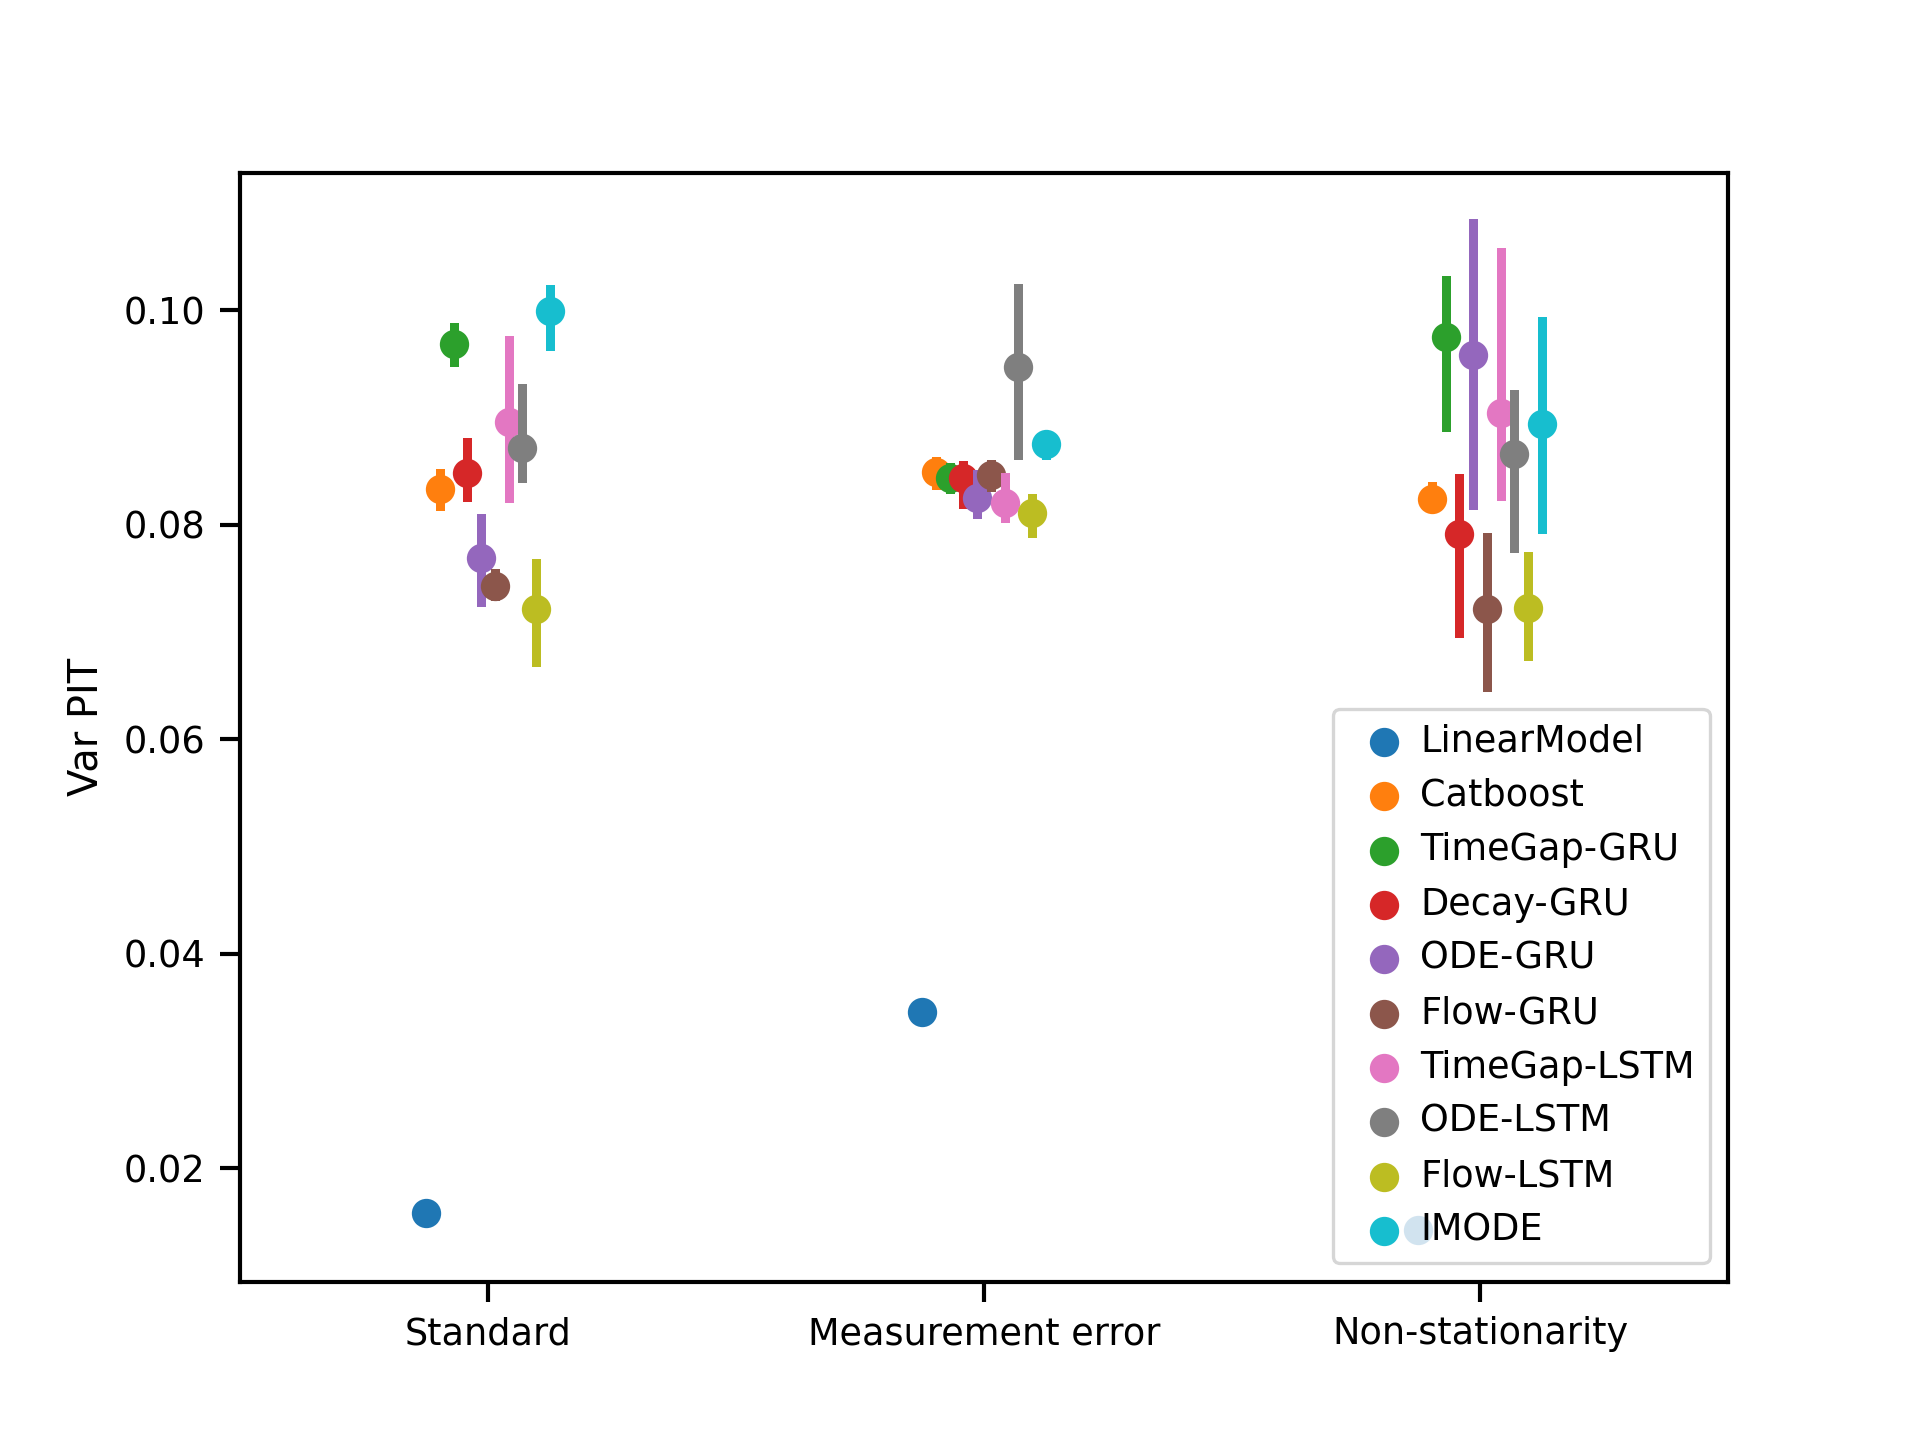 Var PIT
0.10
0.08
0.06
0.04
0.02
Standard
Measurement error
Non-stationarity
LinearModel
Catboost
TimeGap-GRU
Decay-GRU
ODE-GRU
Flow-GRU
TimeGap-LSTM
ODE-LSTM
Flow-LSTM
IMODE